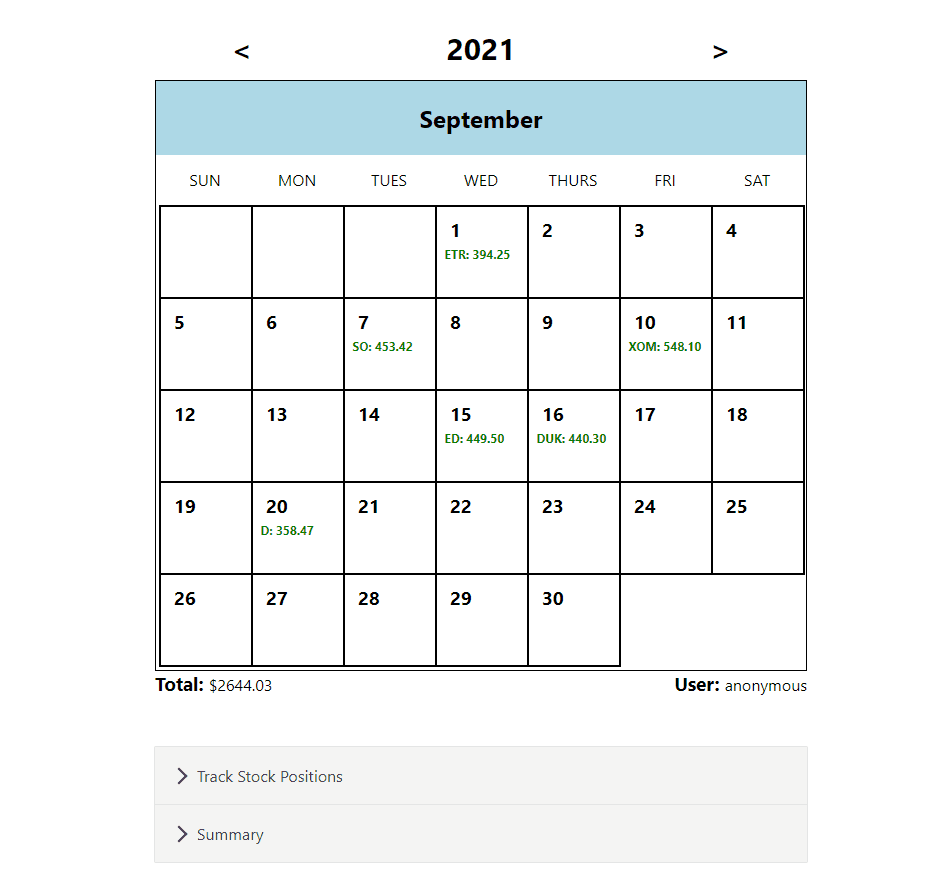 < 2021 >
September
SUN MON TUES WED THURS FRI SAT
1 2 3 4
ETR: 394.25
5 6 7 8 9 10 11
SO: 453.42 XOM: 548.10
12 13 14 15 16 17 18
ED: 449.50 DUK: 440.30
19 20 21 22 23 24 25
D: 358.47
26 27 28 29 30
Total: $2644.03 User: anonymous
Track Stock Positions
Summary